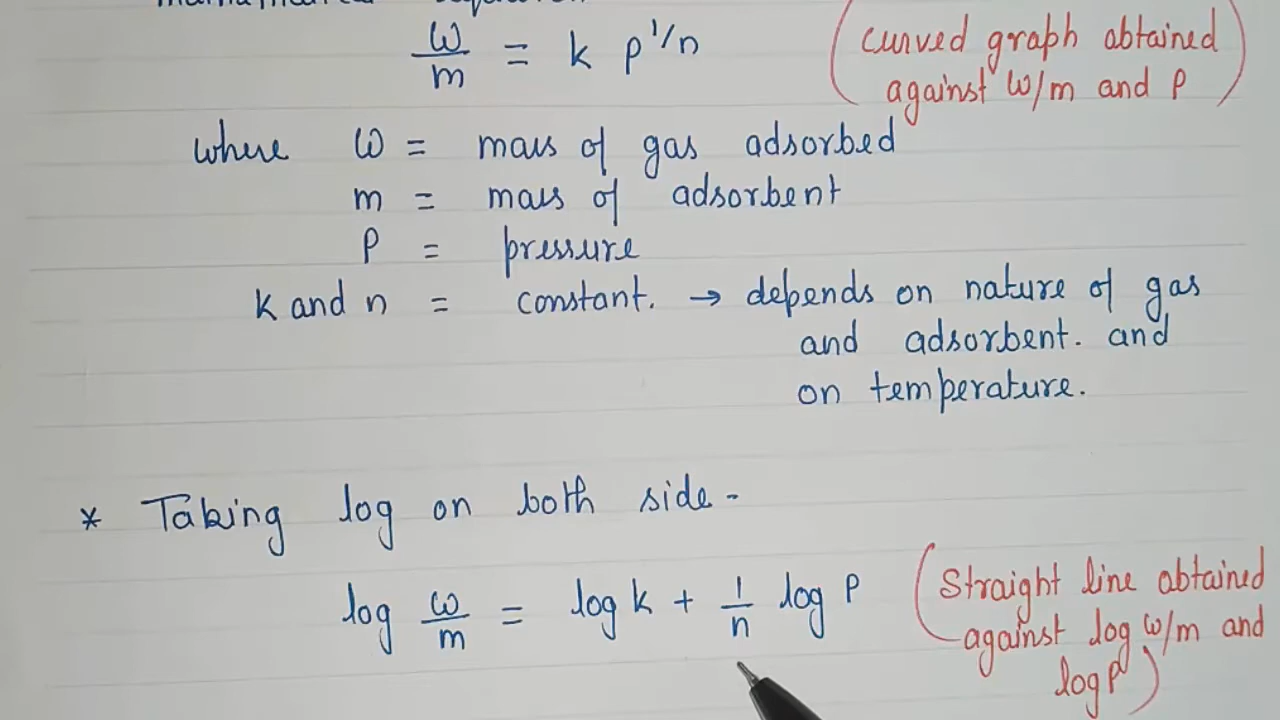 w/m = k p^1/n
(curved graph obtained
against w/m and P)
where w = mass of gas adsorbed
m = mass of adsorbent
P = pressure
k and n = constant. → depends on nature of gas
and adsorbent. and
on temperature.
* Taking log on both side -
log w/m = log k + 1/n log P
(Straight line obtained
against log w/m and
log P)